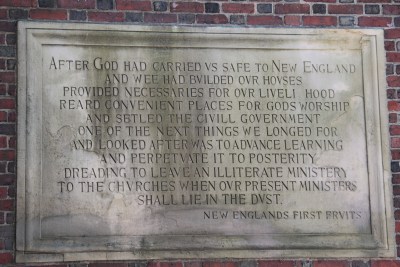 AFTER GOD HAD CARRIED VS SAFE TO NEW ENGLAND
AND WEE HAD BVILDED OVR HOVSES
PROVIDED NECESSARIES FOR OVR LIVELI HOOD
REARD CONVENIENT PLACES FOR GODS WORSHIP
AND SETLED THE CIVILL GOVERNMENT
ONE OF THE NEXT THINGS WE LONGED FOR
AND LOOKED AFTER WAS TO ADVANCE LEARNING
AND PERPETVATE IT TO POSTERITY
DREADING TO LEAVE AN ILLITERATE MINISTERY
TO THE CHVRCHES WHEN OVR PRESENT MINISTERS
SHALL LIE IN THE DVST.
NEW ENGLANDS FIRST FRVITS